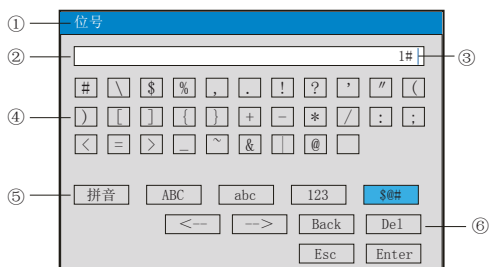 ① 位号
② 1# ③
# \ $ % , . ! ? ' " (
④ ) [ ] { } + - * / : ;
< = > _ ~ & | @
⑤ 拼音 ABC abc 123 $@#
<-- --> Back Del ⑥
Esc Enter